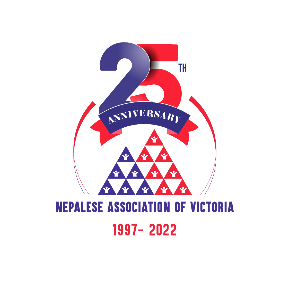 25TH
ANNIVERSARY
NEPALESE ASSOCIATION OF VICTORIA
1997- 2022